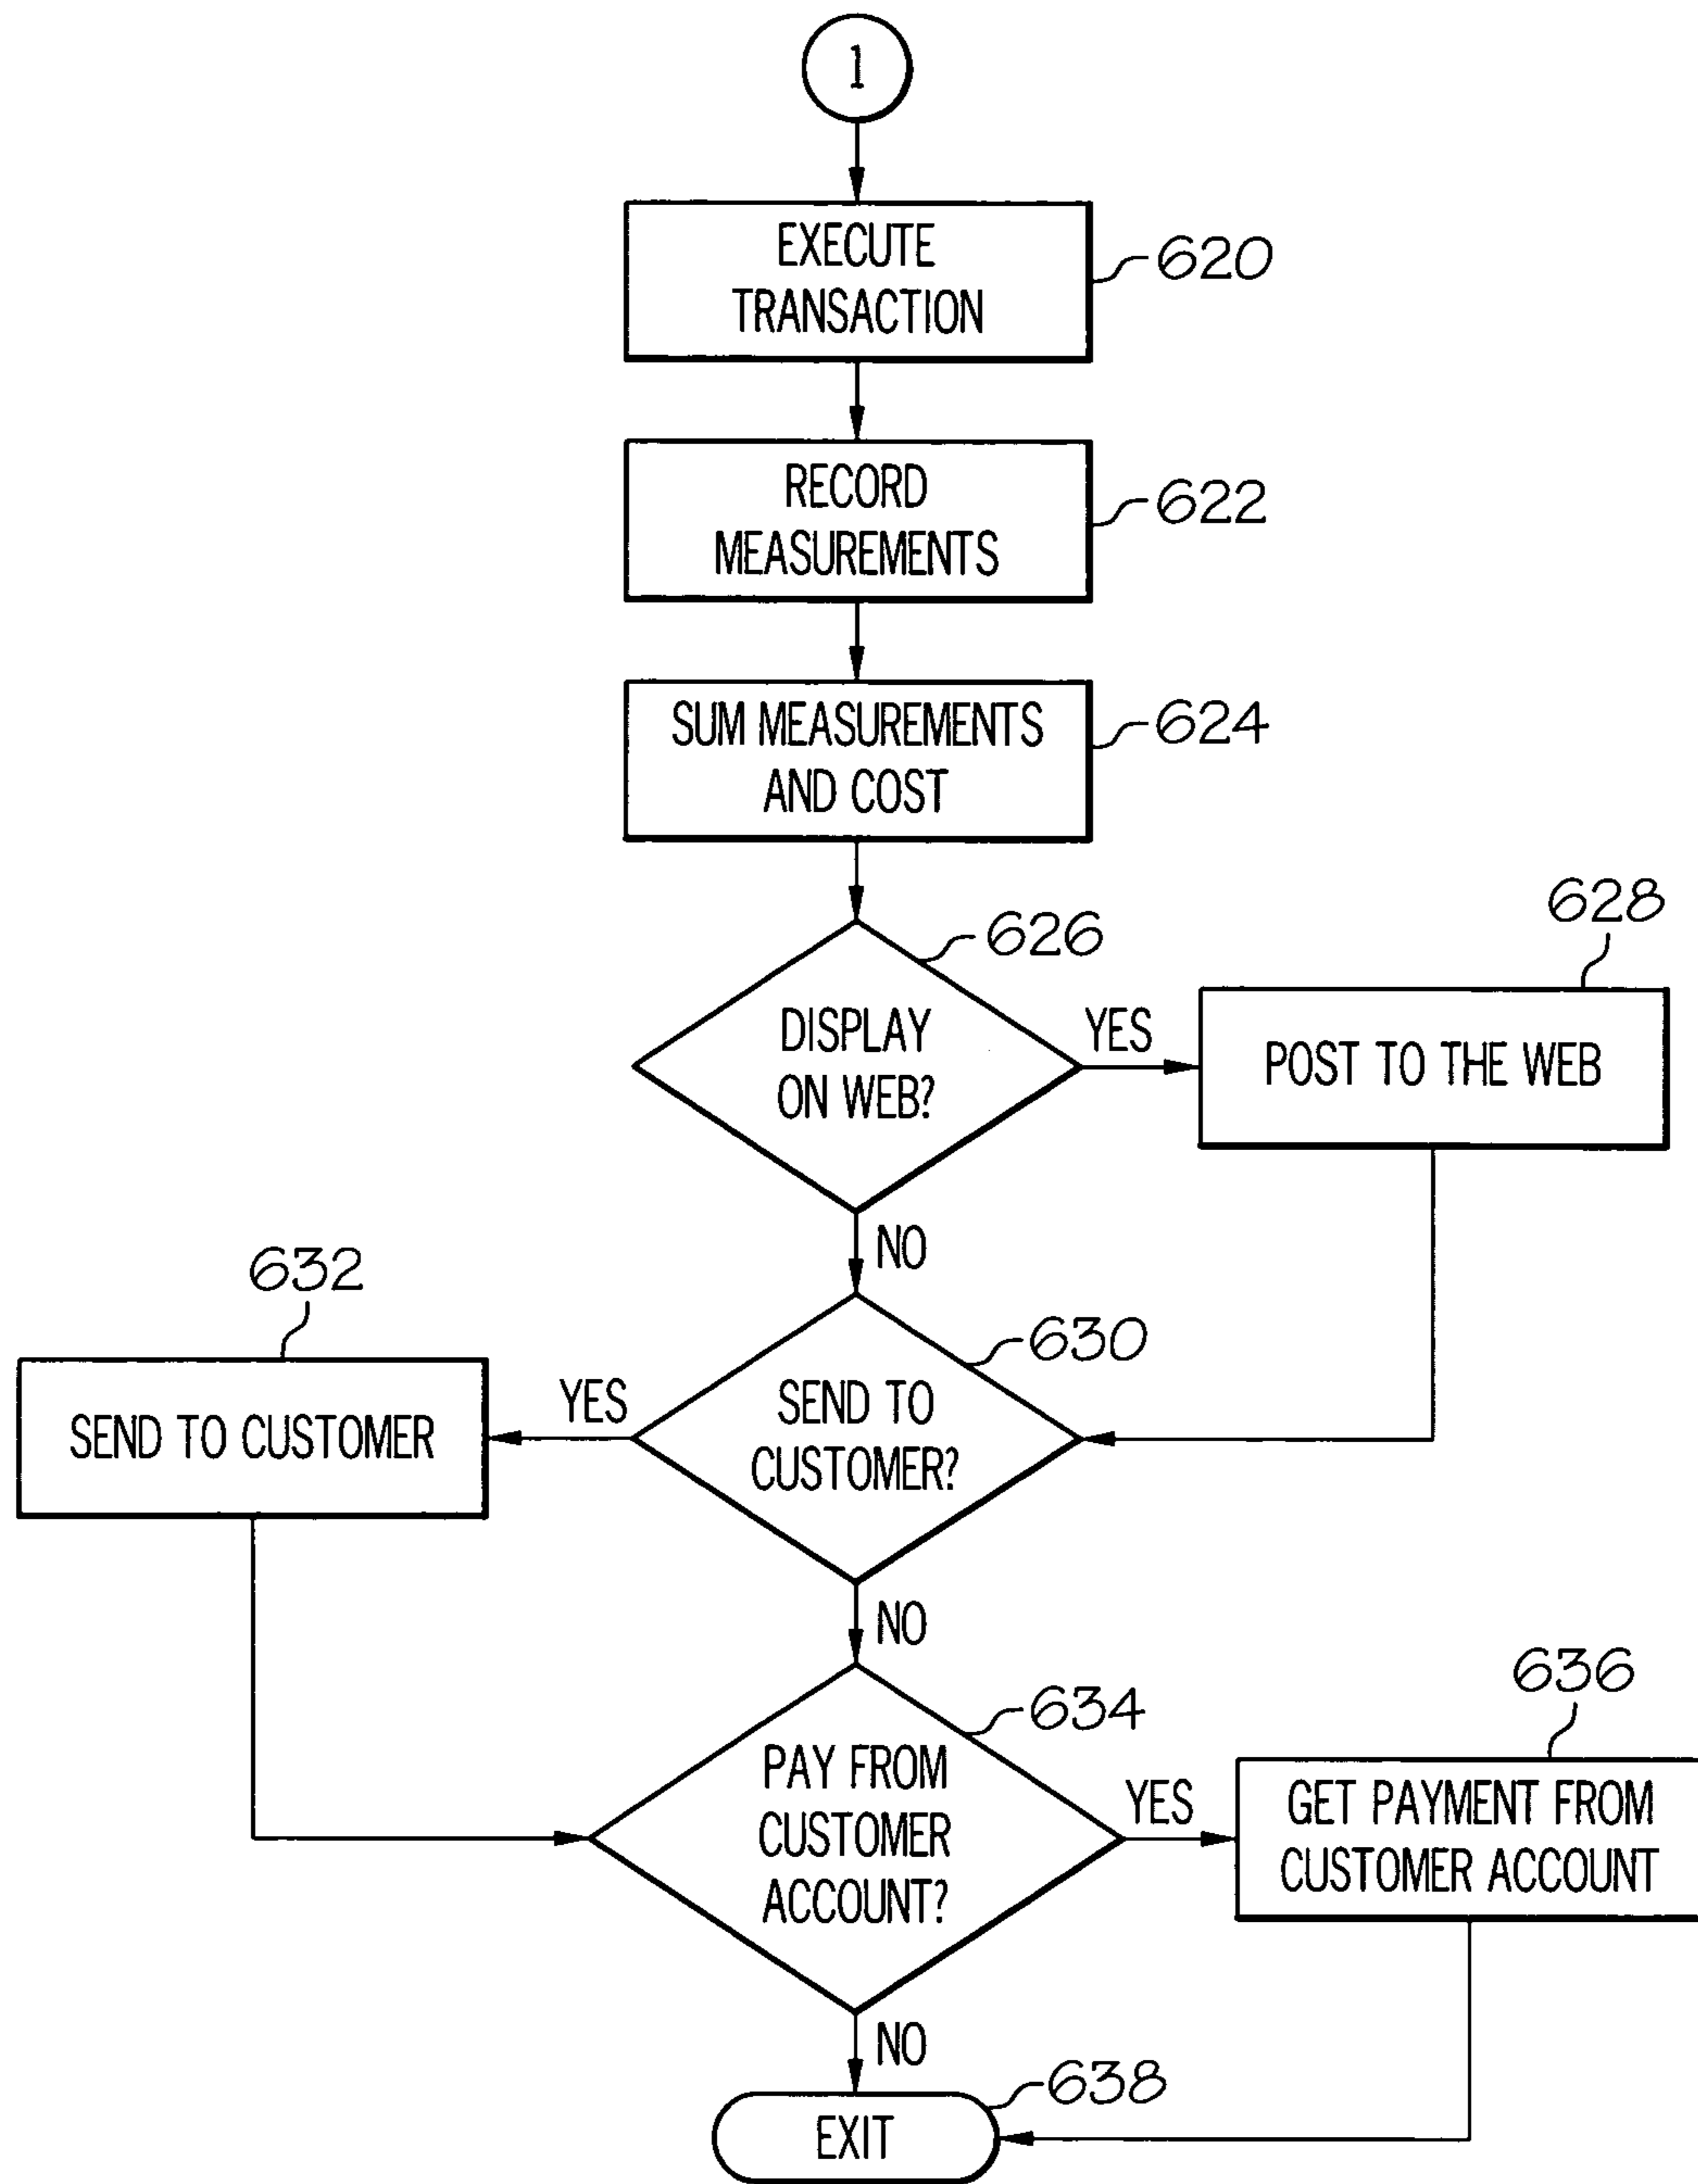 1
EXECUTE
TRANSACTION
620
RECORD
MEASUREMENTS
622
SUM MEASUREMENTS
AND COST
624
626
DISPLAY
ON WEB?
YES
628
POST TO THE WEB
NO
630
SEND TO
CUSTOMER?
YES
632
SEND TO CUSTOMER
NO
634
PAY FROM
CUSTOMER
ACCOUNT?
YES
636
GET PAYMENT FROM
CUSTOMER ACCOUNT
NO
638
EXIT